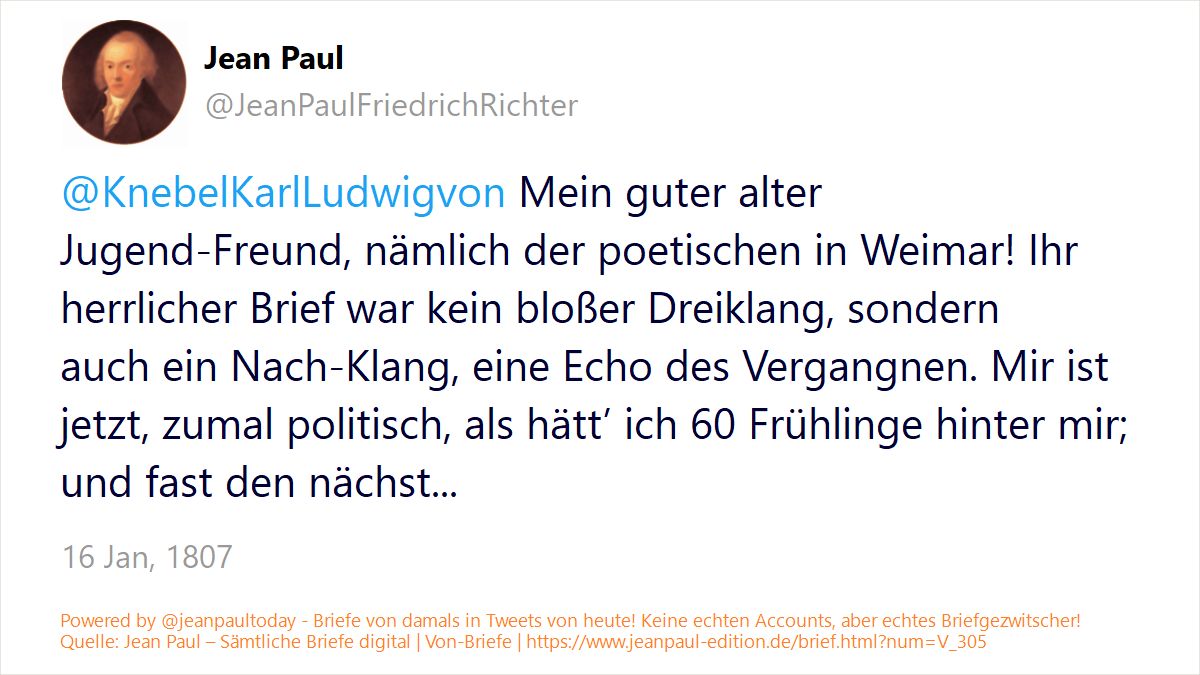 Jean Paul
@JeanPaulFriedrichRichter
@KnebelKarlLudwigvon Mein guter alter
Jugend-Freund, nämlich der poetischen in Weimar! Ihr
herrlicher Brief war kein bloßer Dreiklang, sondern
auch ein Nach-Klang, eine Echo des Vergangnen. Mir ist
jetzt, zumal politisch, als hätt’ ich 60 Frühlinge hinter mir;
und fast den nächst...
16 Jan, 1807
Powered by @jeanpaultoday - Briefe von damals in Tweets von heute! Keine echten Accounts, aber echtes Briefgezwitscher!
Quelle: Jean Paul – Sämtliche Briefe digital | Von-Briefe | https://www.jeanpaul-edition.de/brief.html?num=V_305